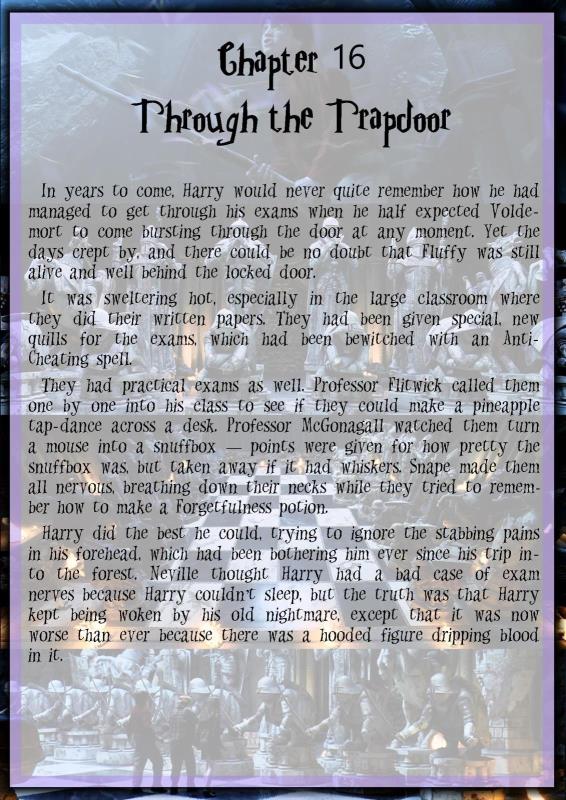 Chapter 16
Through the Trapdoor
In years to come, Harry would never quite remember how he had
managed to get through his exams when he half expected Volde-
mort to come bursting through the door at any moment. Yet the
days crept by, and there could be no doubt that Fluffy was still
alive and well behind the locked door.
It was sweltering hot, especially in the large classroom where
they did their written papers. They had been given special, new
quills for the exams, which had been bewitched with an Anti-
Cheating spell.
They had practical exams as well. Professor Flitwick called them
one by one into his class to see if they could make a pineapple
tap-dance across a desk. Professor McGonagall watched them turn
a mouse into a snuffbox — points were given for how pretty the
snuffbox was, but taken away if it had whiskers. Snape made them
all nervous, breathing down their necks while they tried to remem-
ber how to make a Forgetfulness potion.
Harry did the best he could, trying to ignore the stabbing pains
in his forehead, which had been bothering him ever since his trip in-
to the forest. Neville thought Harry had a bad case of exam
nerves because Harry couldn't sleep, but the truth was that Harry
kept being woken by his old nightmare, except that it was now
worse than ever because there was a hooded figure dripping blood
in it.